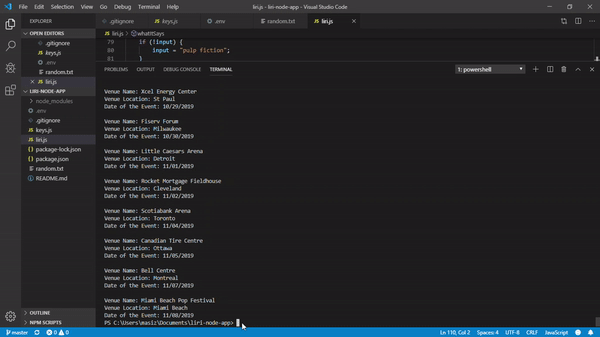 File Edit Selection View Go Debug Terminal Help
liri.js - liri-node-app - Visual Studio Code
EXPLORER
.gitignore
keys.js
.env
random.txt
liri.js
OPEN EDITORS
.gitignore
keys.js
.env
random.txt
liri.js
LIRI-NODE-APP
node_modules
.env
.gitignore
keys.js
liri.js
package-lock.json
package.json
random.txt
README.md
OUTLINE
NPM SCRIPTS
liri.js > whatItSays
79 if (!input) {
80 input = "pulp fiction";
81 }
PROBLEMS OUTPUT DEBUG CONSOLE TERMINAL
1: powershell
Venue Name: Xcel Energy Center
Venue Location: St Paul
Date of the Event: 10/29/2019
Venue Name: Fiserv Forum
Venue Location: Milwaukee
Date of the Event: 10/30/2019
Venue Name: Little Caesars Arena
Venue Location: Detroit
Date of the Event: 11/01/2019
Venue Name: Rocket Mortgage Fieldhouse
Venue Location: Cleveland
Date of the Event: 11/02/2019
Venue Name: Scotiabank Arena
Venue Location: Toronto
Date of the Event: 11/04/2019
Venue Name: Canadian Tire Centre
Venue Location: Ottawa
Date of the Event: 11/05/2019
Venue Name: Bell Centre
Venue Location: Montreal
Date of the Event: 11/07/2019
Venue Name: Miami Beach Pop Festival
Venue Location: Miami Beach
Date of the Event: 11/08/2019
PS C:\Users\masiz\Documents\liri-node-app>
master 0 0
Ln 110, Col 2 Spaces: 4 UTF-8 CRLF JavaScript